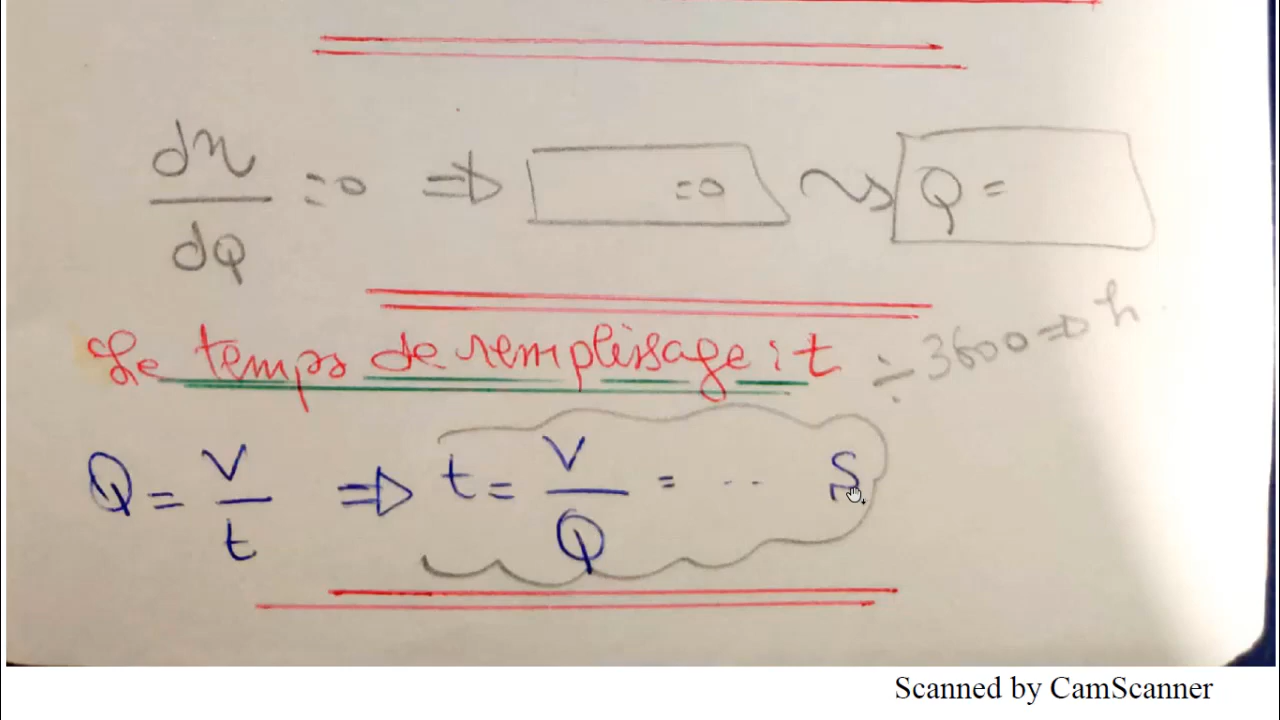 dη/dQ = 0 ⇒ = 0 ⇝ Q =
Le temps de remplissage : t ÷ 3600 ⇒ h
Q = V/t ⇒ t = V/Q = .. S
Scanned by CamScanner